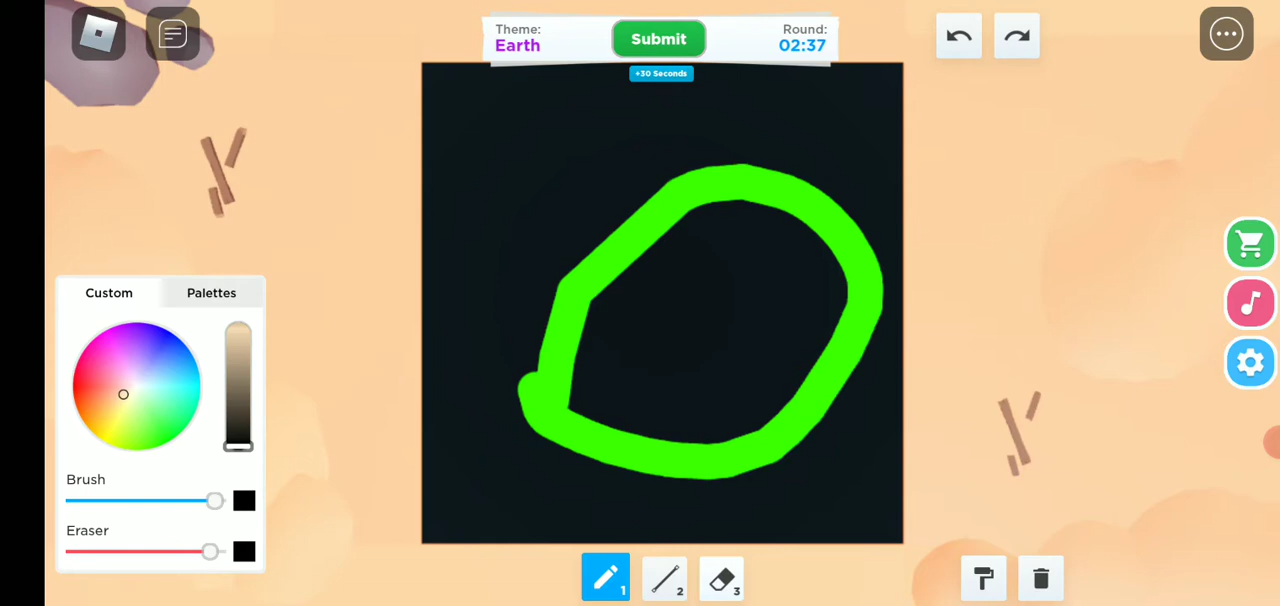 Theme:
Earth
Submit
Round:
02:37
+30 Seconds
Custom
Palettes
Brush
Eraser
1
2
3